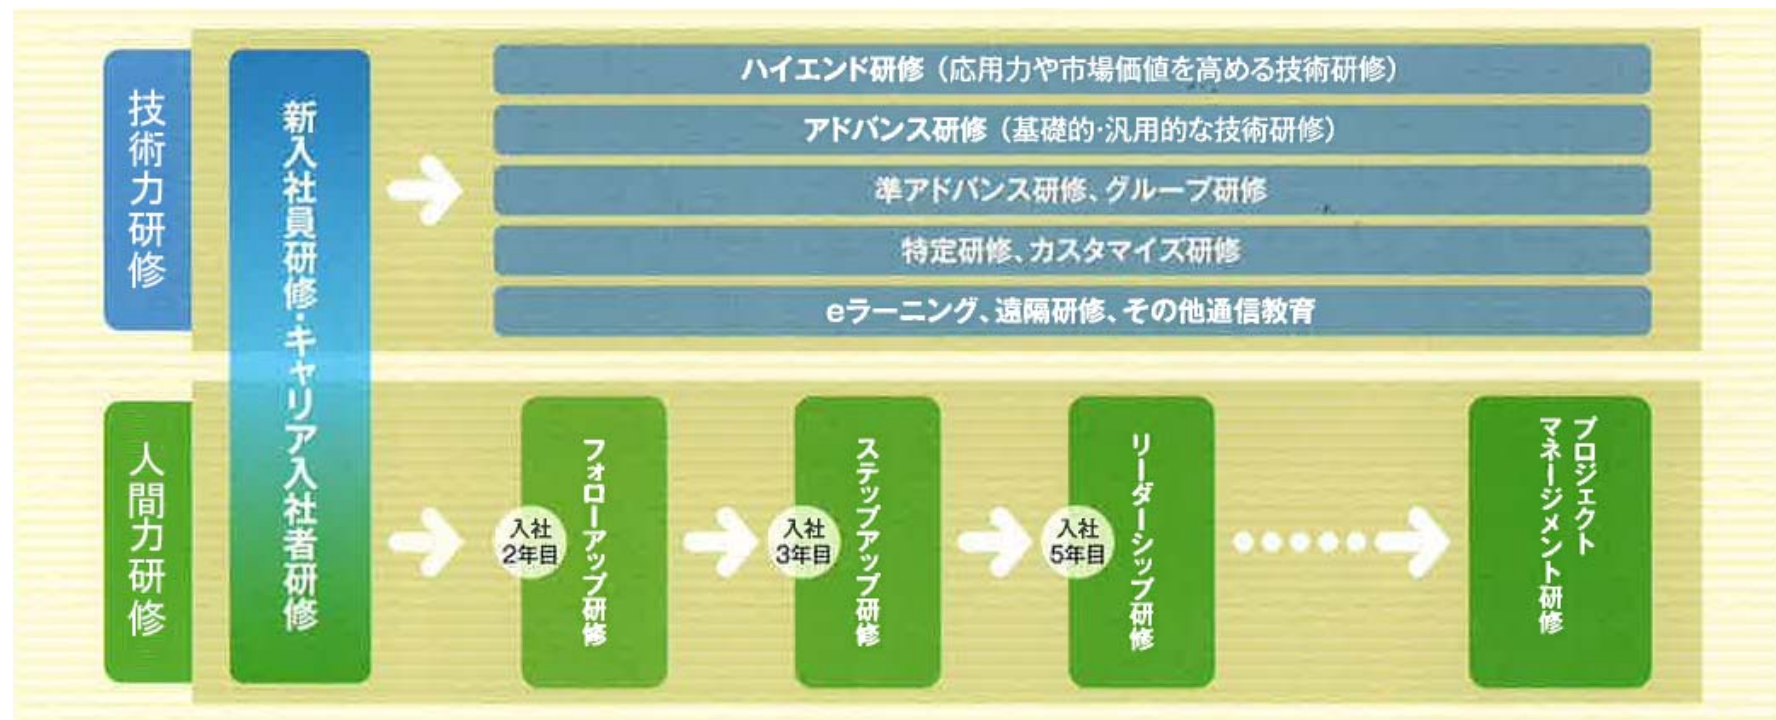 技術力研修
新入社員研修・キャリア入社者研修
ハイエンド研修（応用力や市場価値を高める技術研修）
アドバンス研修（基礎的・汎用的な技術研修）
準アドバンス研修、グループ研修
特定研修、カスタマイズ研修
eラーニング、遠隔研修、その他通信教育
人間力研修
入社
2年目
フォローアップ研修
入社
3年目
ステップアップ研修
入社
5年目
リーダーシップ研修
プロジェクト
マネージメント研修